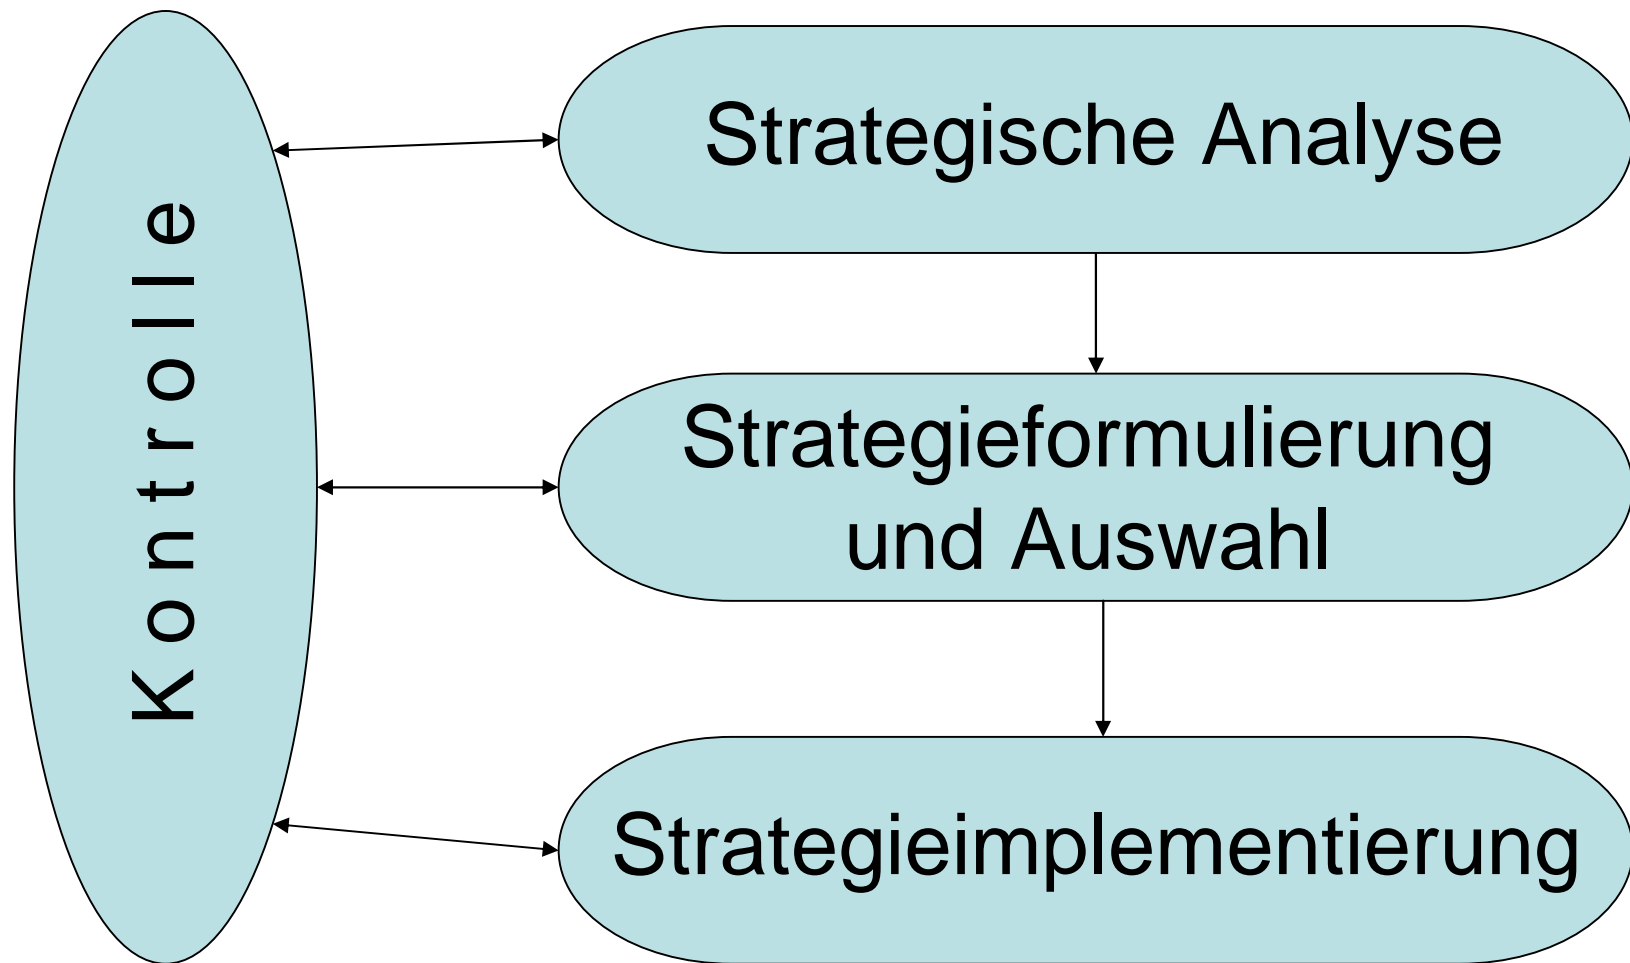 Kontrolle
Strategische Analyse
Strategieformulierung
und Auswahl
Strategieimplementierung